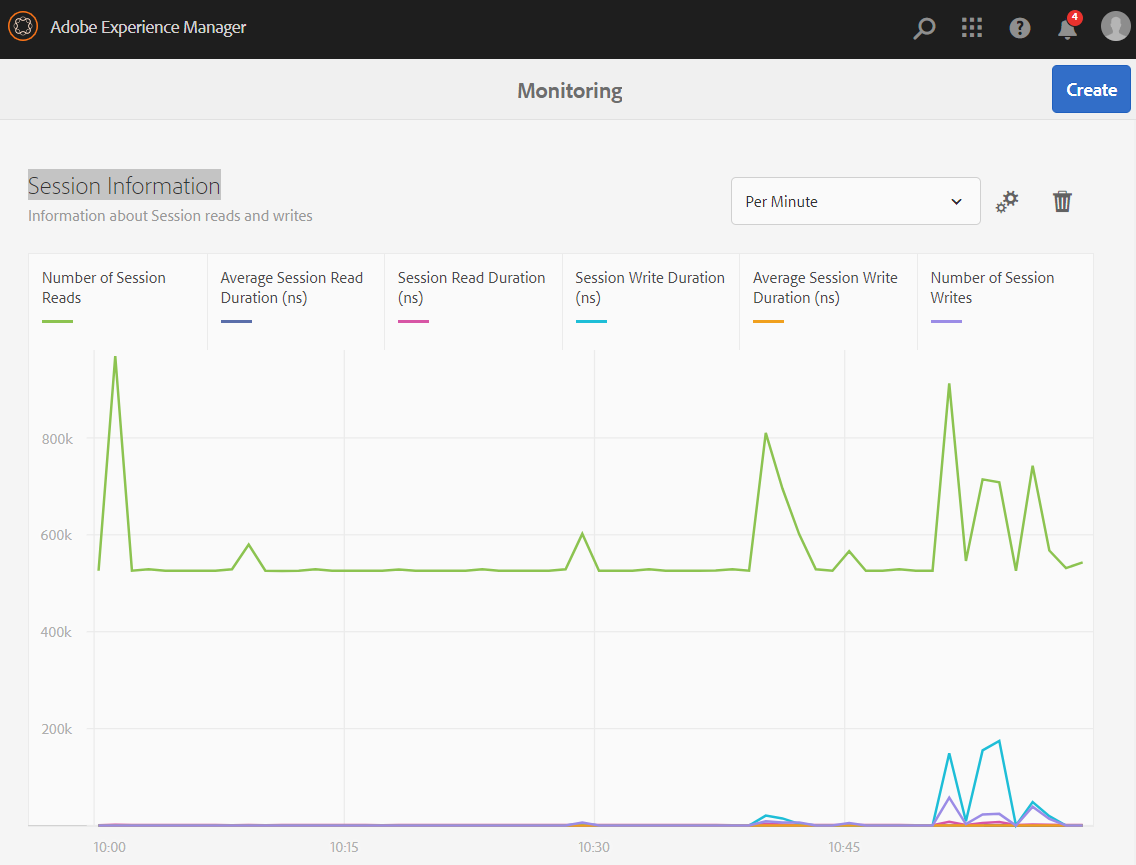 Adobe Experience Manager
4
Monitoring
Create
Session Information
Information about Session reads and writes
Per Minute
Number of Session
Reads
Average Session Read
Duration (ns)
Session Read Duration
(ns)
Session Write Duration
(ns)
Average Session Write
Duration (ns)
Number of Session
Writes
800k
600k
400k
200k
10:00 10:15 10:30 10:45